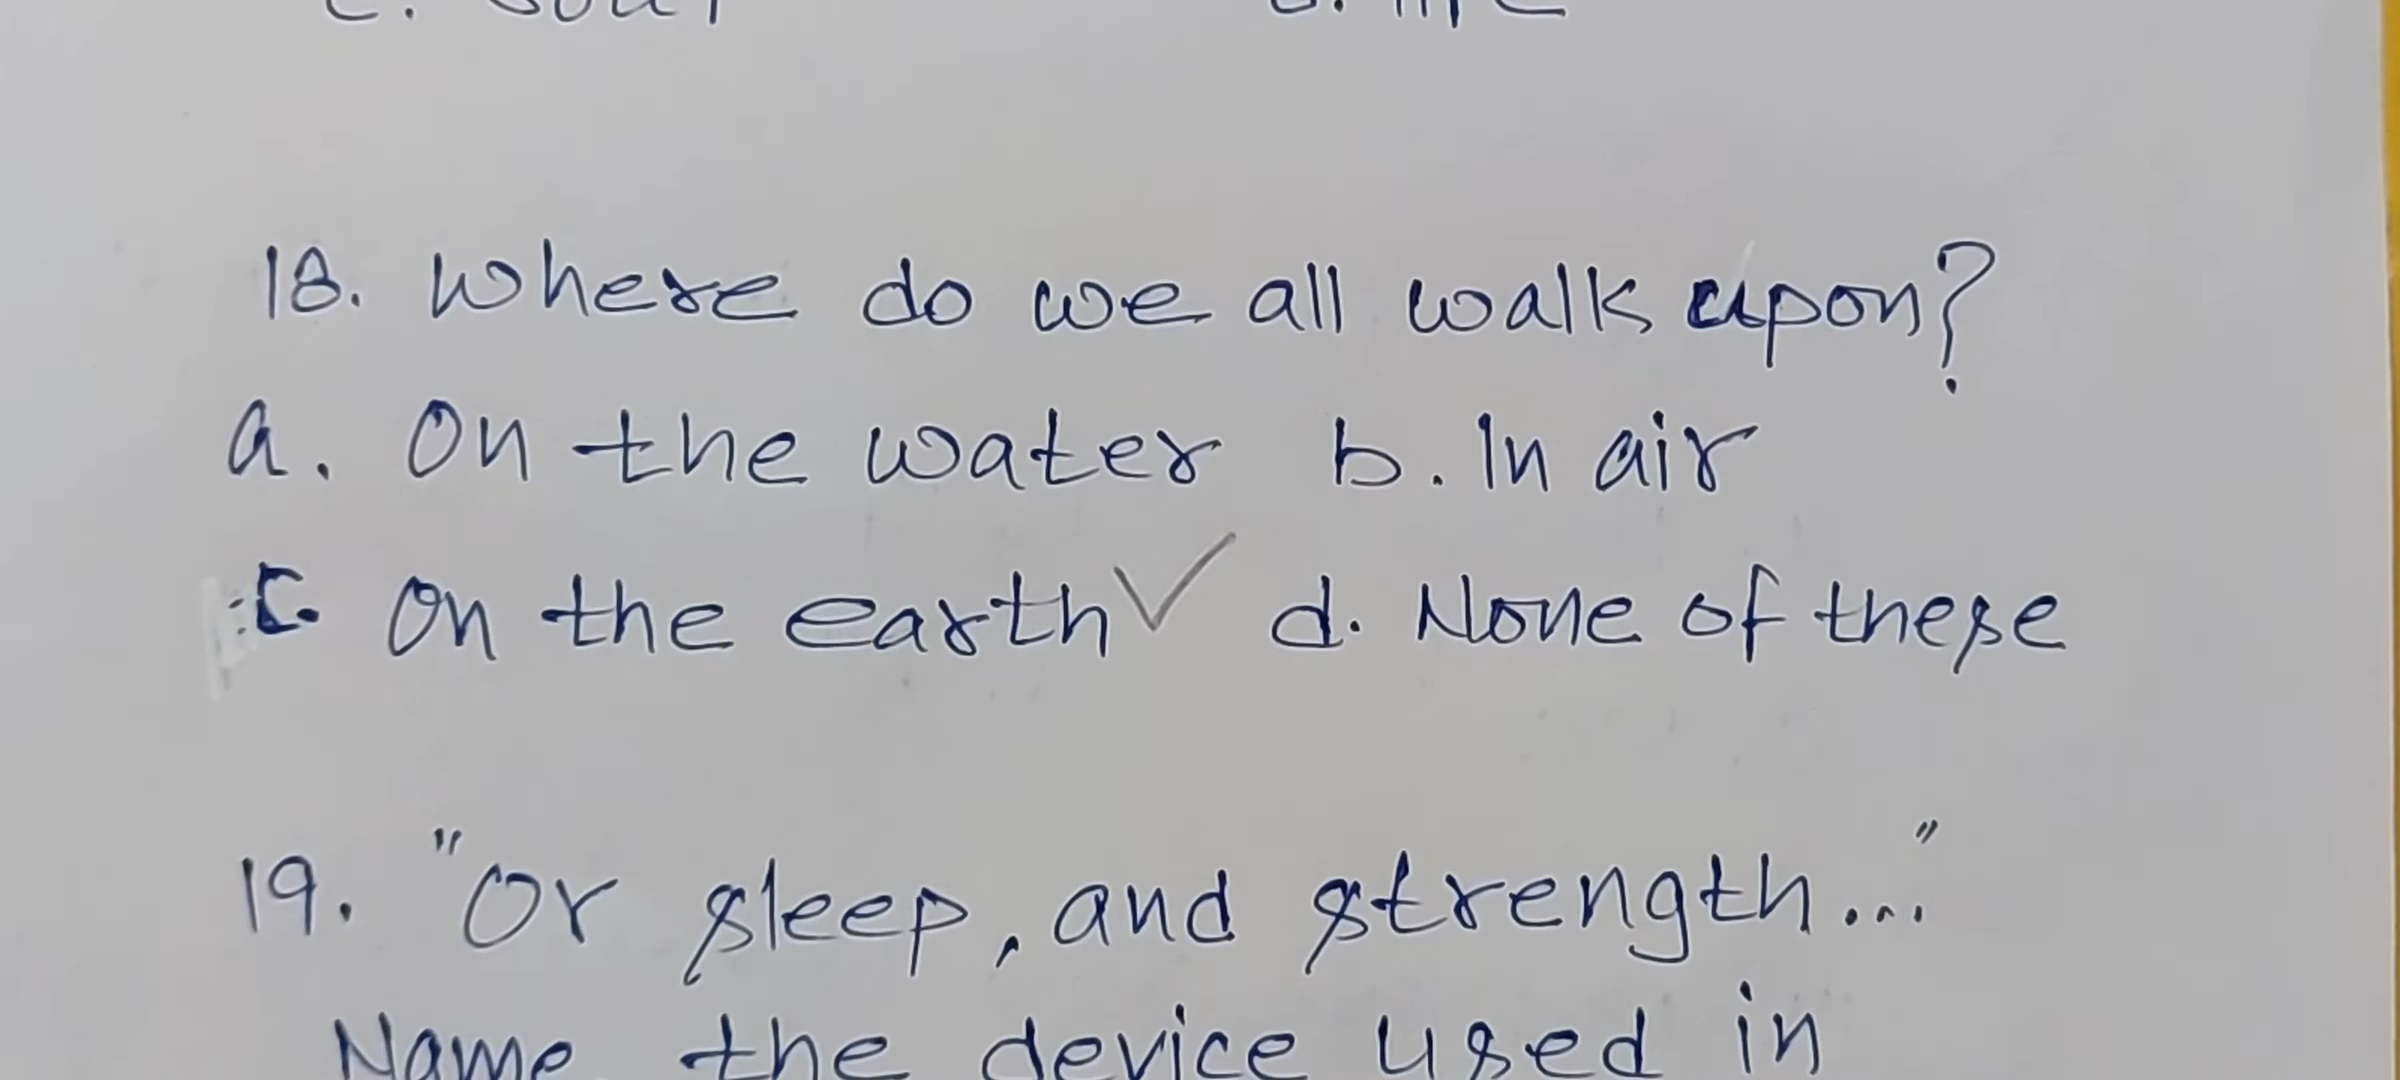 18. Where do we all walk upon?
a. On the water b. In air
c. On the earth ✓ d. None of these
19. "Or sleep, and strength..."
Name the device used in